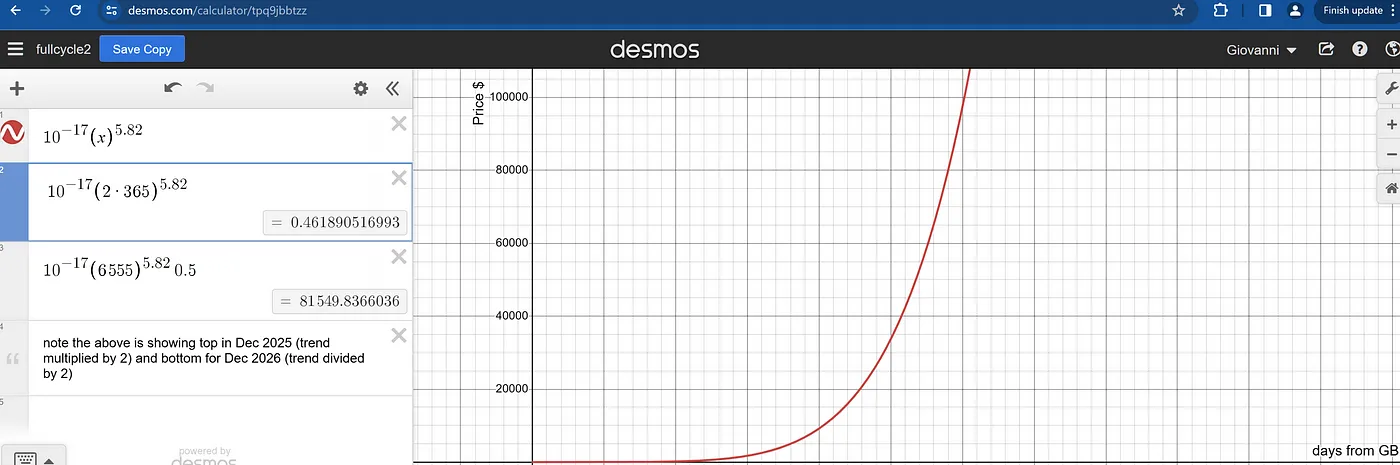 desmos.com/calculator/tpq9jbbtzz
Finish update
fullcycle2
Save Copy
desmos
Giovanni
1
10^{-17}(x)^{5.82}
2
10^{-17}(2·365)^{5.82}
= 0.461890516993
3
10^{-17}(6555)^{5.82}0.5
= 81549.8366036
4
note the above is showing top in Dec 2025 (trend
multiplied by 2) and bottom for Dec 2026 (trend divided
by 2)
5
powered by
desmos
Price $
100000
80000
60000
40000
20000
days from GB